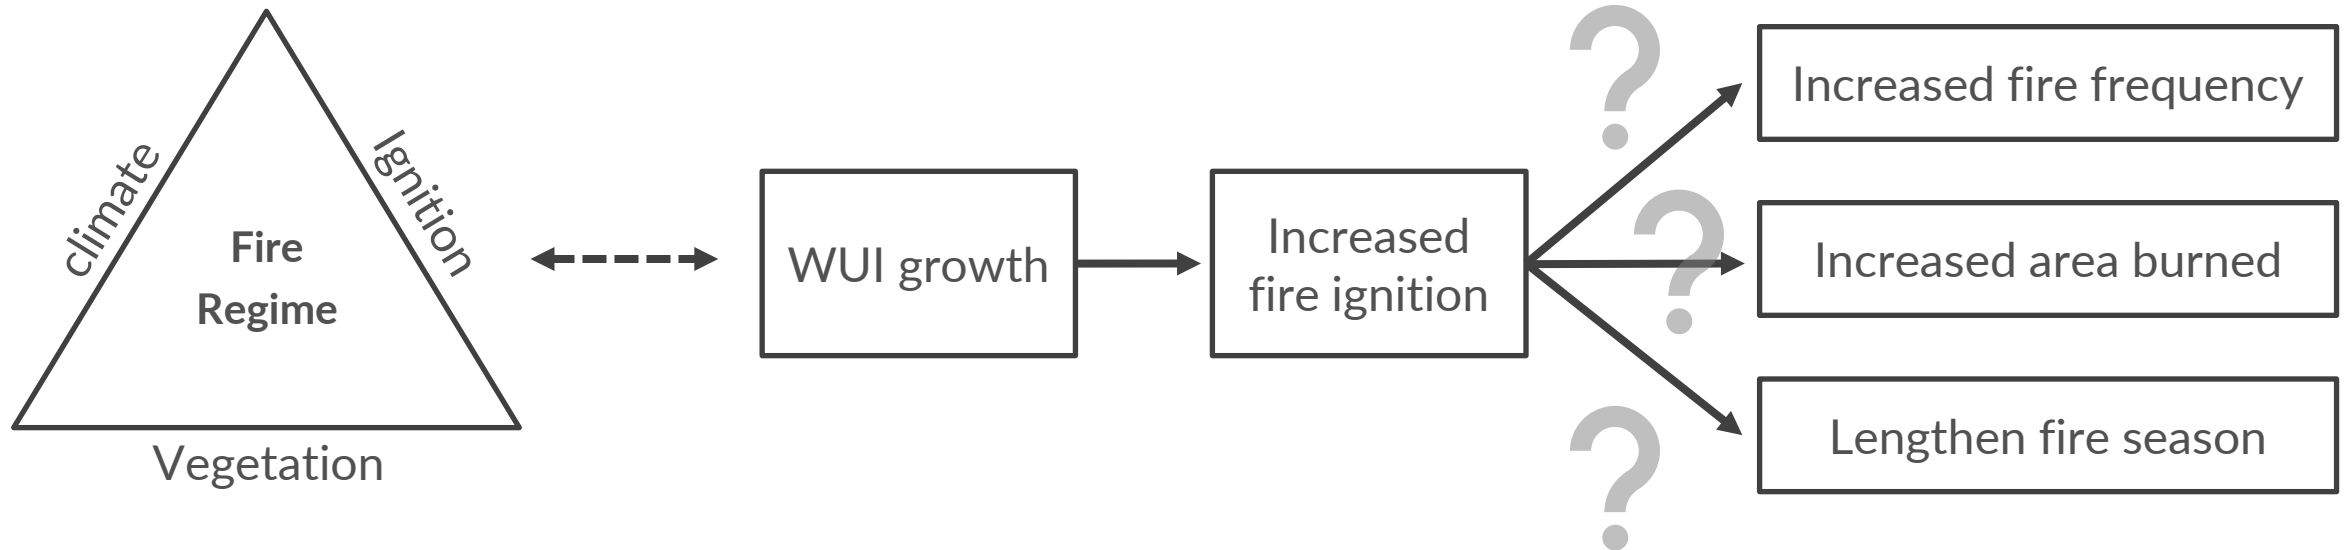 climate
Ignition
Fire
Regime
Vegetation
WUI growth
Increased
fire ignition
?
?
?
Increased fire frequency
Increased area burned
Lengthen fire season